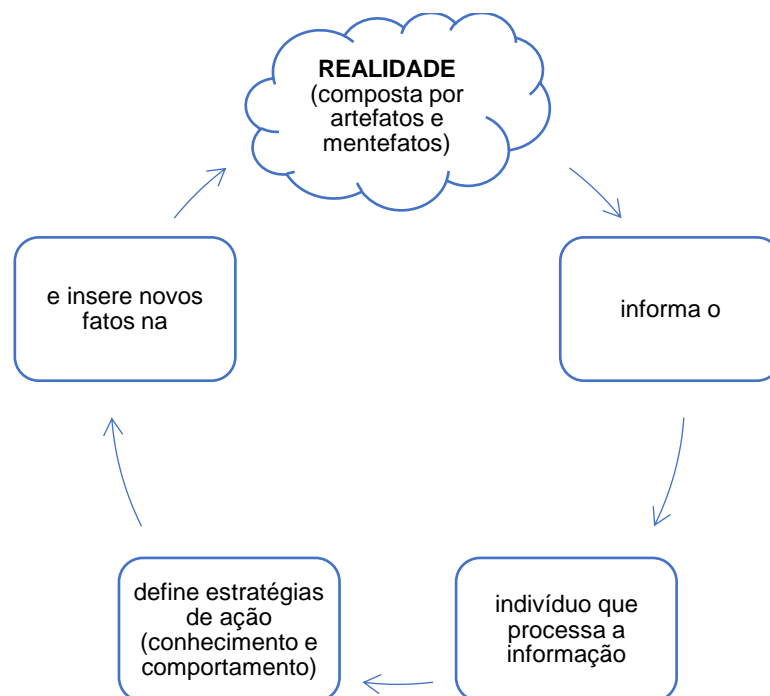 REALIDADE
(composta por
artefatos e
mentefatos)
informa o
indivíduo que
processa a
informação
define estratégias
de ação
(conhecimento e
comportamento)
e insere novos
fatos na